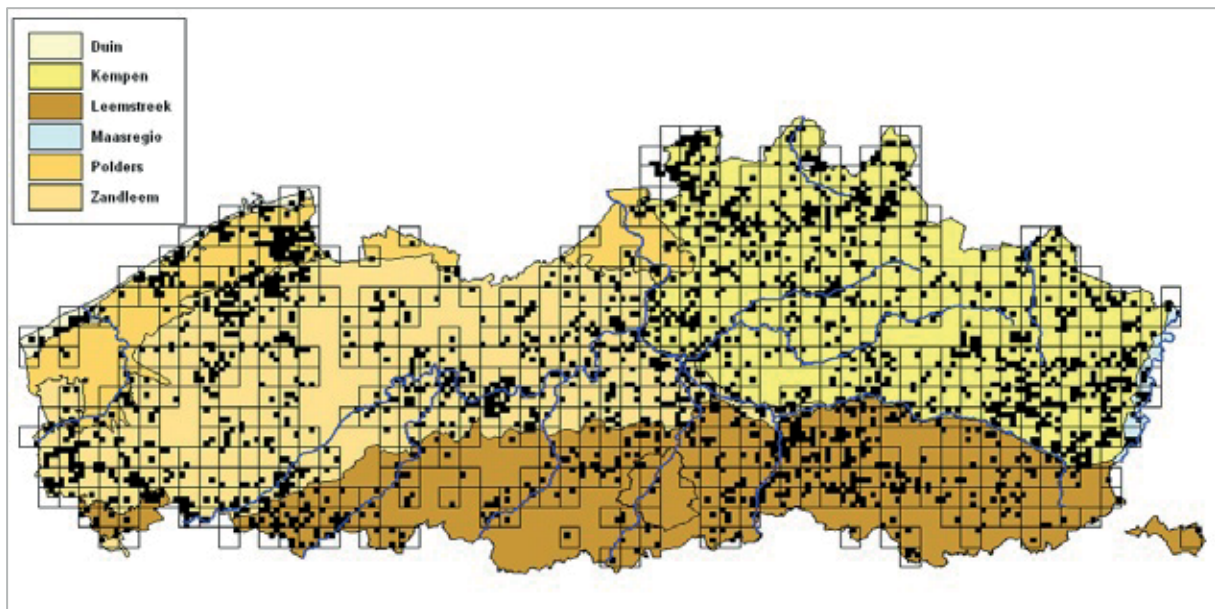 Duin
Kempen
Leemstreek
Maasregio
Polders
Zandleem